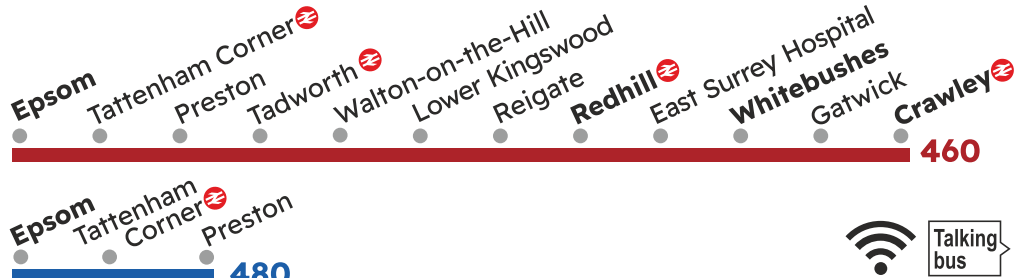 Epsom
Tattenham Corner
Preston
Tadworth
Walton-on-the-Hill
Lower Kingswood
Reigate
Redhill
East Surrey Hospital
Whitebushes
Gatwick
Crawley
460
Epsom
Tattenham
Corner
Preston
480
Talking
bus